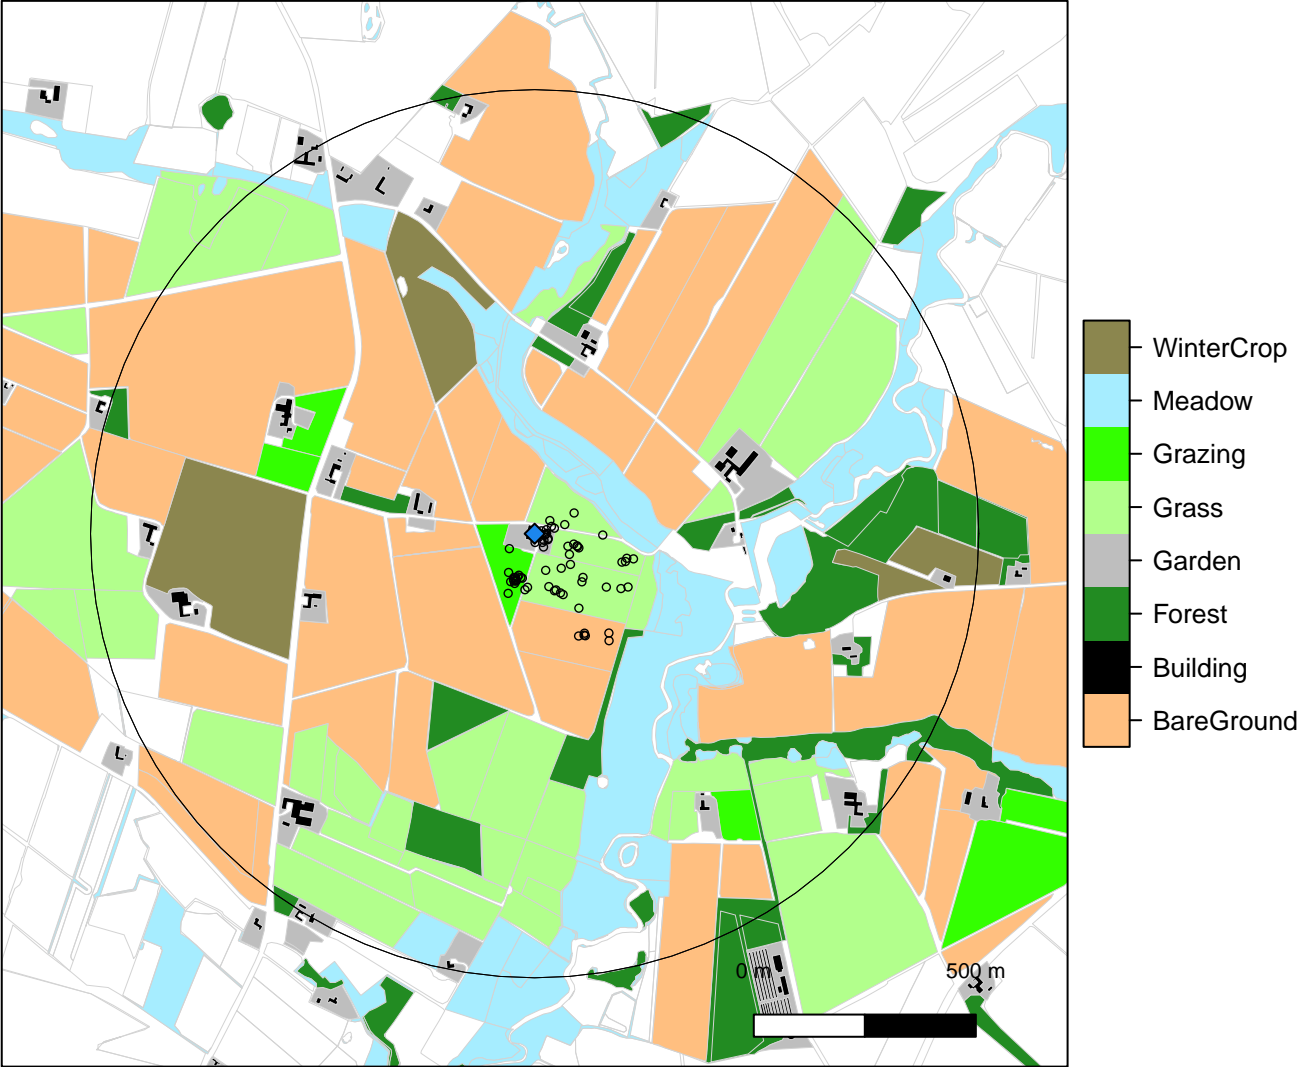 WinterCrop
Meadow
Grazing
Grass
Garden
Forest
Building
BareGround
0 m 500 m